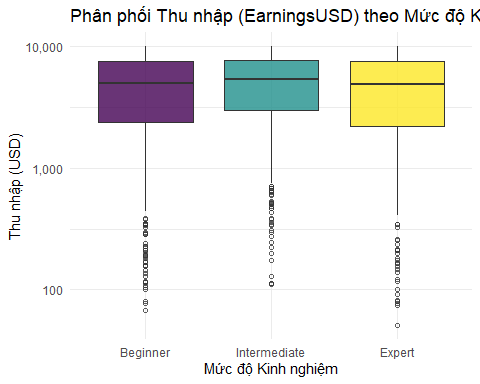 Phân phối Thu nhập (EarningsUSD) theo Mức độ K
10,000
1,000
100
Thu nhập (USD)
Beginner
Intermediate
Expert
Mức độ Kinh nghiệm